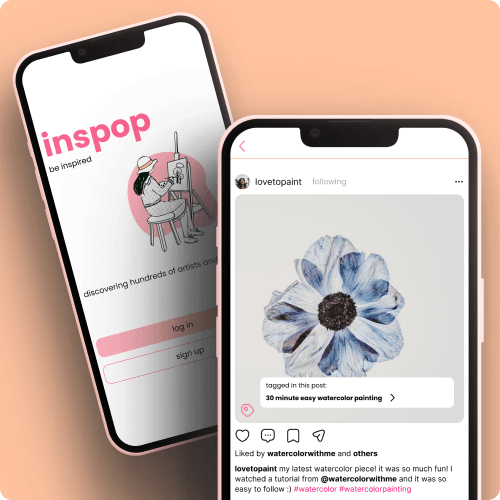 inspop
be inspired
discovering hundreds of artists and
log in
sign up
lovetopaint following
tagged in this post:
30 minute easy watercolor painting
Liked by watercolorwithme and others
lovetopaint my latest watercolor piece! it was so much fun! I
watched a tutorial from @watercolorwithme and it was so
easy to follow :) #watercolor #watercolorpainting